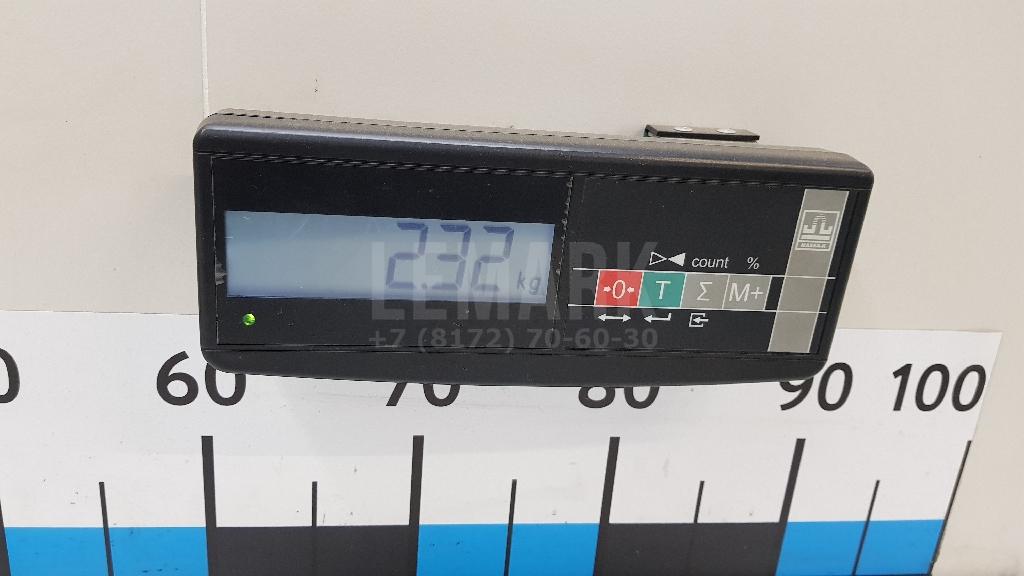 2.32 kg
LEMARK
+7 (8172) 70-60-30
count %
→0← T Σ M+
60 70 80 90 100